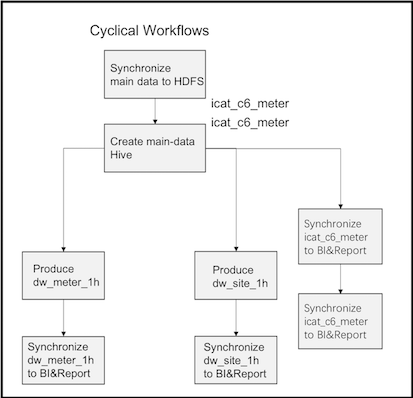 Cyclical Workflows
Synchronize
main data to HDFS
icat_c6_meter
icat_c6_meter
Create main-data
Hive
Produce
dw_meter_1h
Produce
dw_site_1h
Synchronize
icat_c6_meter
to BI&Report
Synchronize
icat_c6_meter
to BI&Report
Synchronize
dw_meter_1h
to BI&Report
Synchronize
dw_site_1h
to BI&Report